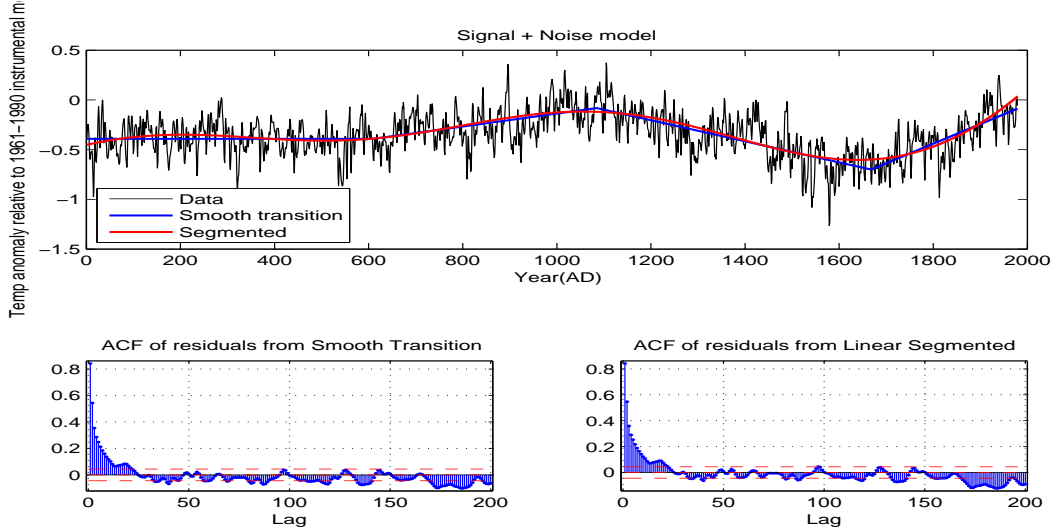 Signal + Noise model
Temp anomaly relative to 1961−1990 instrumental m
0.5
0
−0.5
−1
−1.5
Data
Smooth transition
Segmented
0 200 400 600 800 1000 1200 1400 1600 1800 2000
Year(AD)
ACF of residuals from Smooth Transition
0.8
0.6
0.4
0.2
0
0 50 100 150 200
Lag
ACF of residuals from Linear Segmented
0.8
0.6
0.4
0.2
0
0 50 100 150 200
Lag